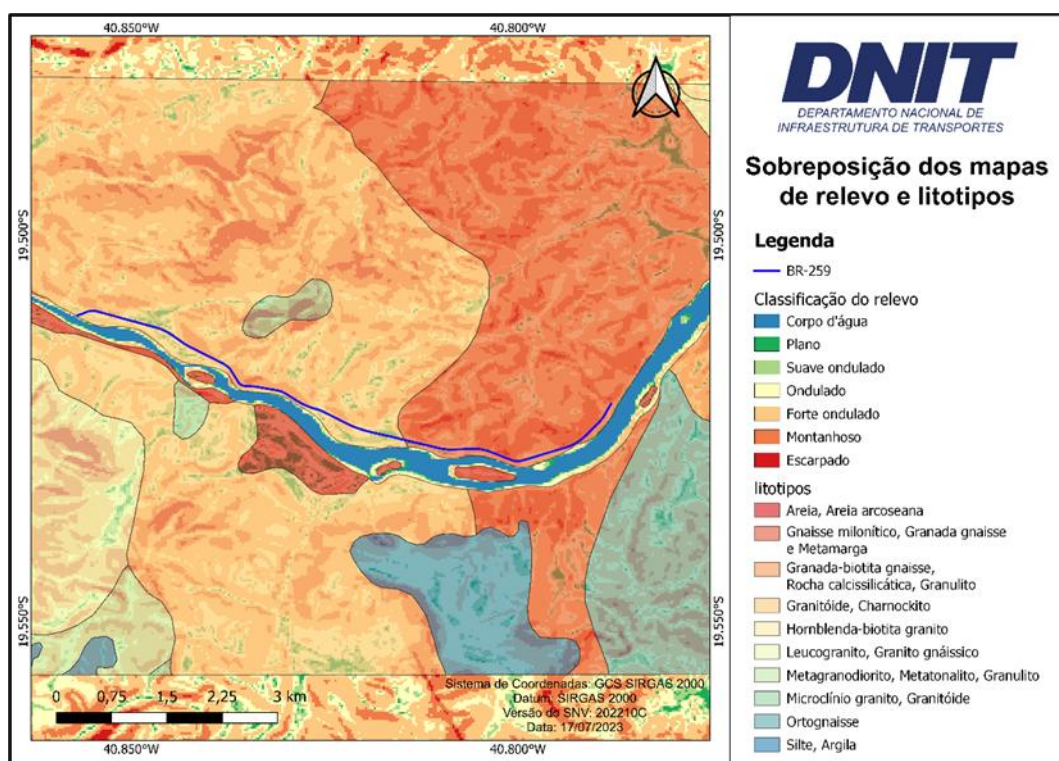 40.850°W
40.800°W
19.500°S
19.500°S
N
19.550°S
19.550°S
0 0,75 1,5 2,25 3 km
Sistema de Coordenadas: GCS SIRGAS 2000
Datum: SIRGAS 2000
Versão do SNV: 202210C
Data: 17/07/2023
40.850°W
40.800°W
DNIT
DEPARTAMENTO NACIONAL DE
INFRAESTRUTURA DE TRANSPORTES
Sobreposição dos mapas
de relevo e litotipos
Legenda
BR-259
Classificação do relevo
Corpo d'água
Plano
Suave ondulado
Ondulado
Forte ondulado
Montanhoso
Escarpado
litotipos
Areia, Areia arcoseana
Gnaisse milonítico, Granada gnaisse
e Metamarga
Granada-biotita gnaisse,
Rocha calcissilicática, Granulito
Granitóide, Charnockito
Hornblenda-biotita granito
Leucogranito, Granito gnáissico
Metagranodiorito, Metatonalito, Granulito
Microclínio granito, Granitóide
Ortognaisse
Silte, Argila